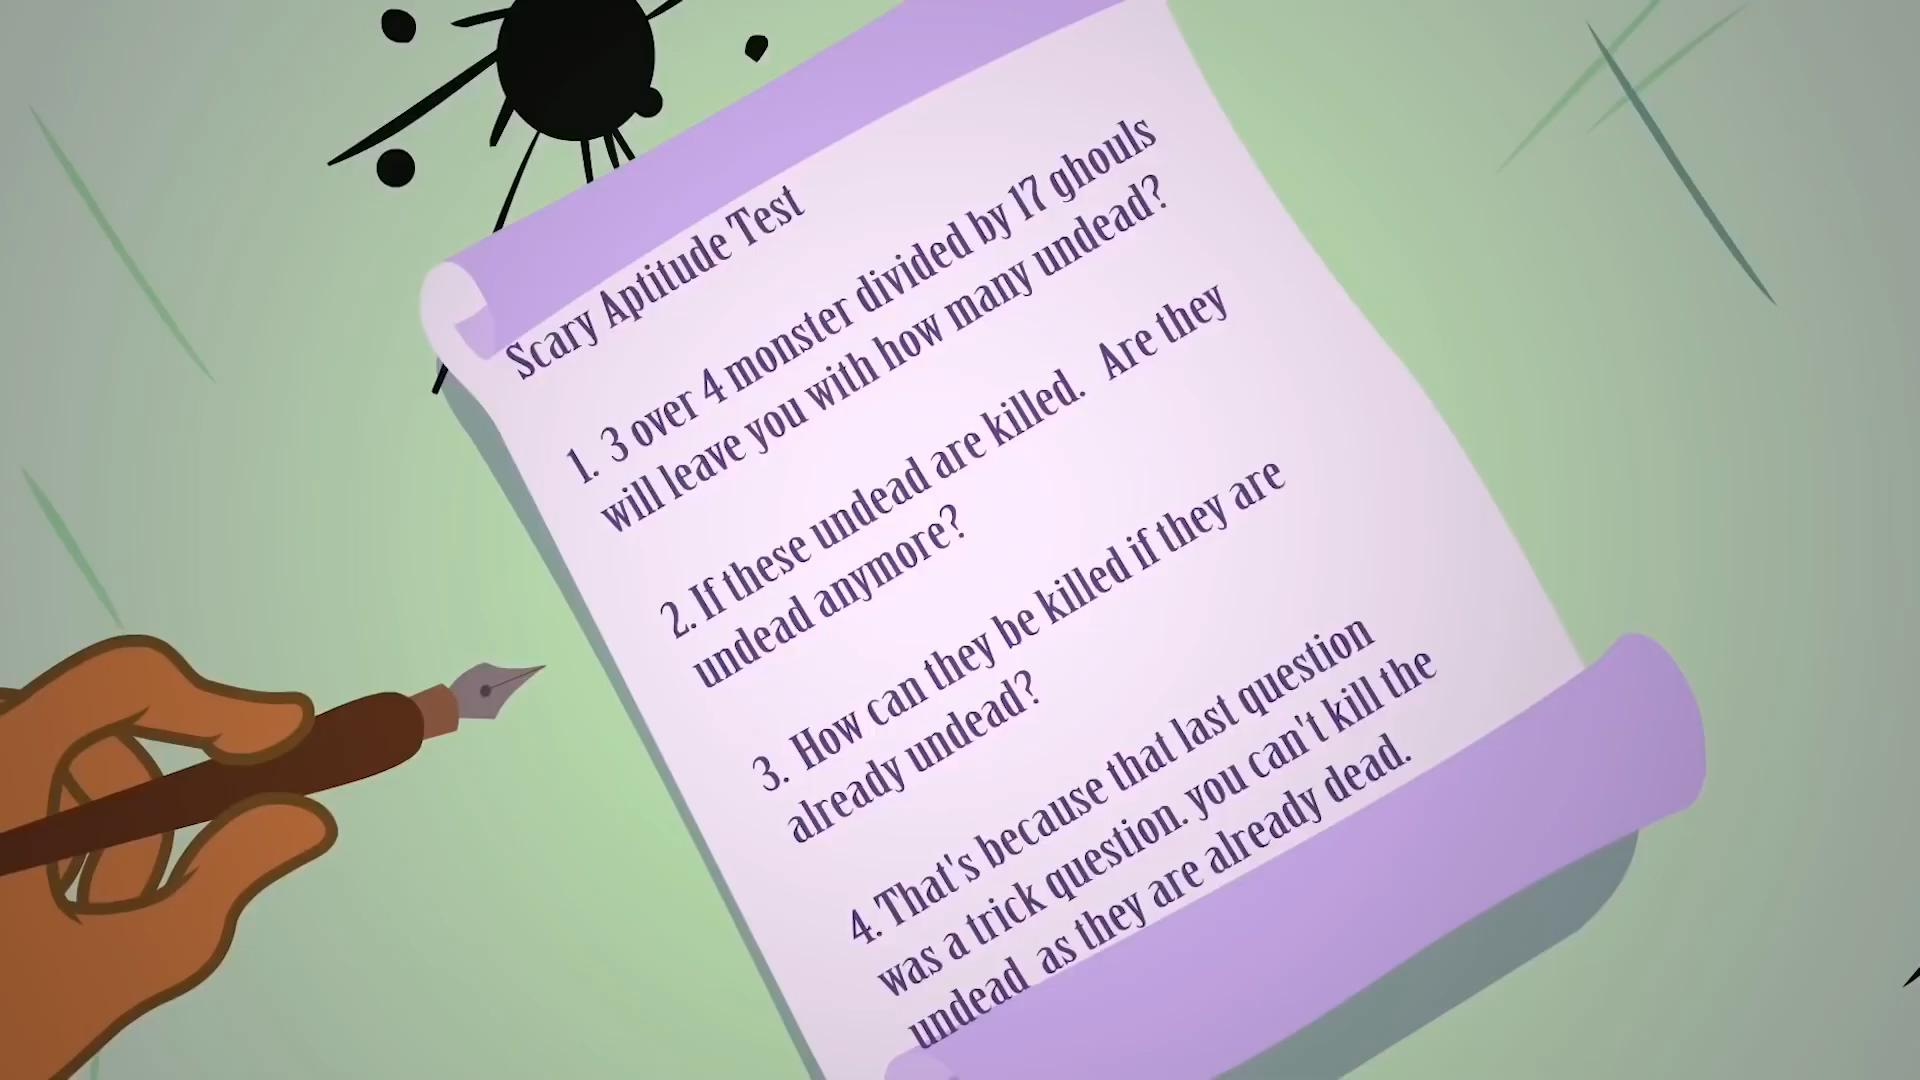 Scary Aptitude Test
1. 3 over 4 monster divided by 17 ghouls
will leave you with how many undead?
2. If these undead are killed. Are they
undead anymore?
3. How can they be killed if they are
already undead?
4. That's because that last question
was a trick question. you can't kill the
undead as they are already dead.